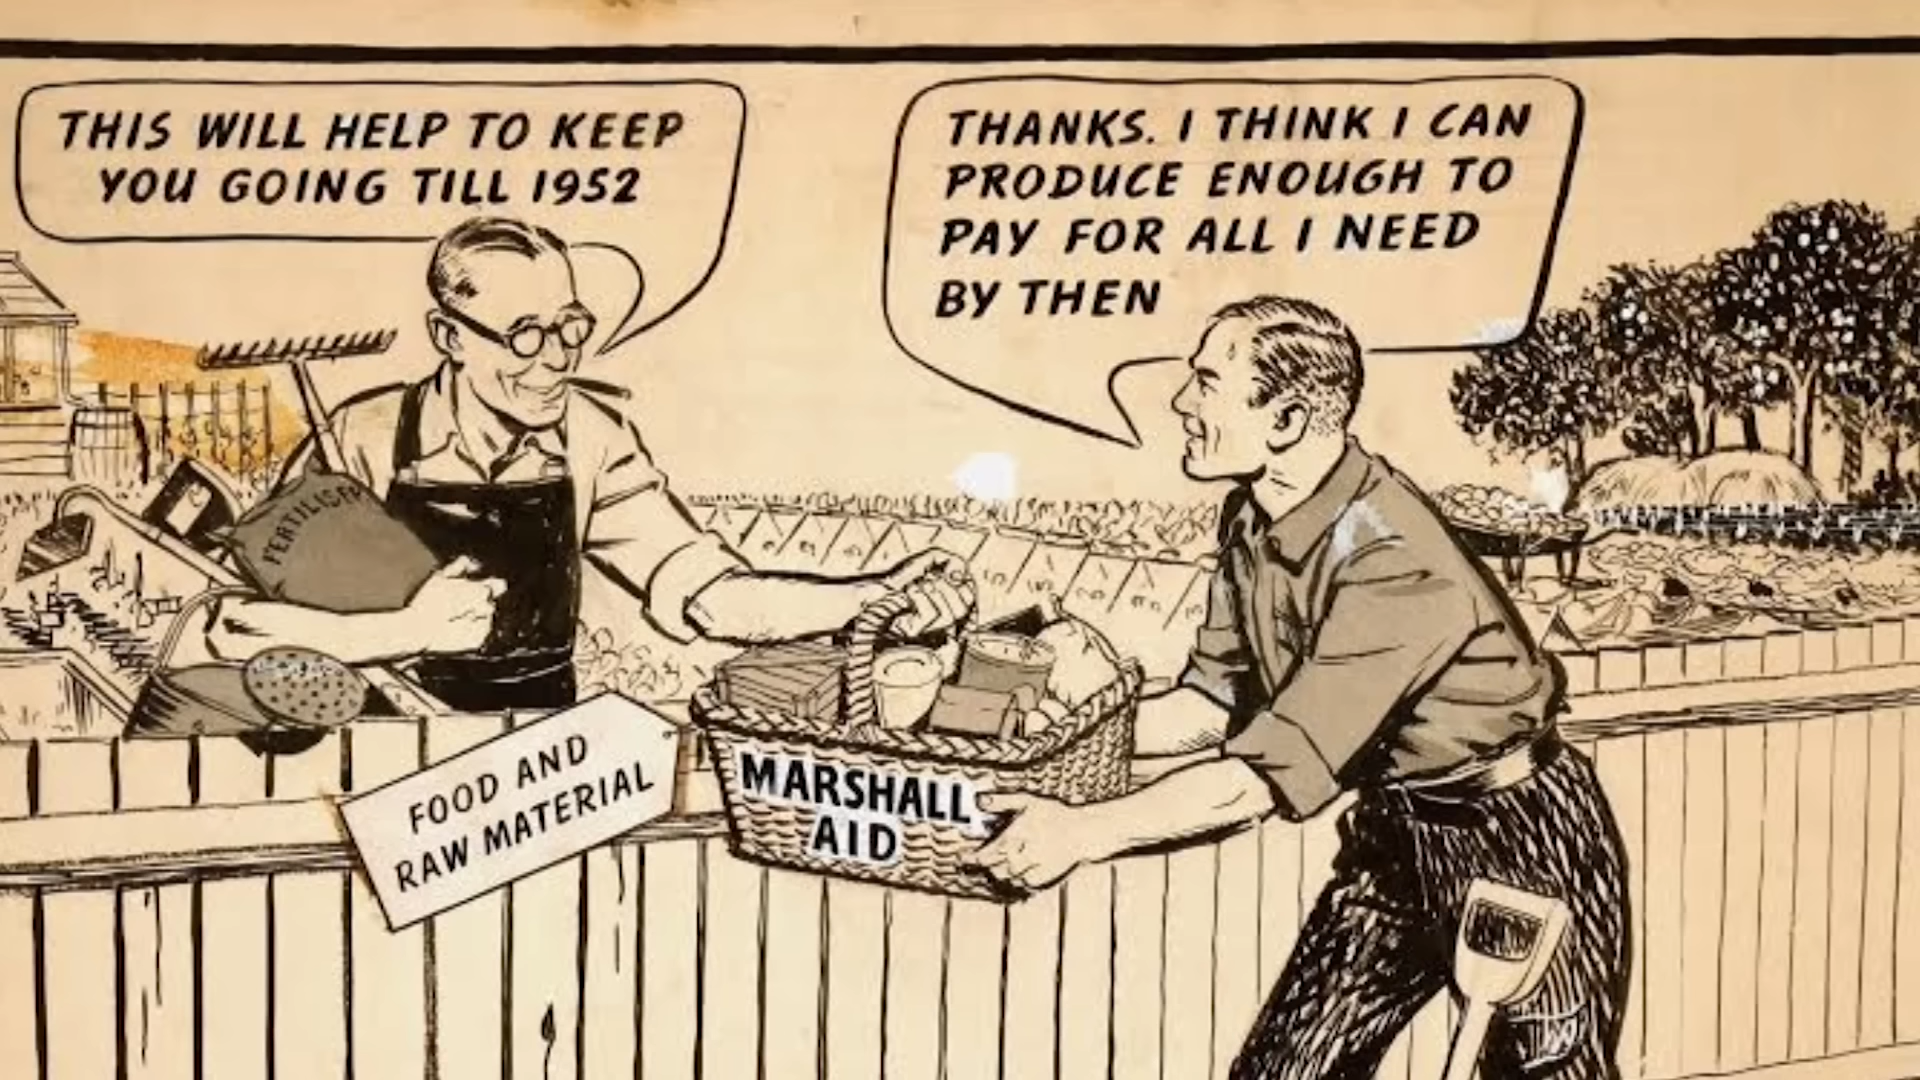 THIS WILL HELP TO KEEP
YOU GOING TILL 1952
THANKS. I THINK I CAN
PRODUCE ENOUGH TO
PAY FOR ALL I NEED
BY THEN
FERTILISER
FOOD AND
RAW MATERIAL
MARSHALL
AID